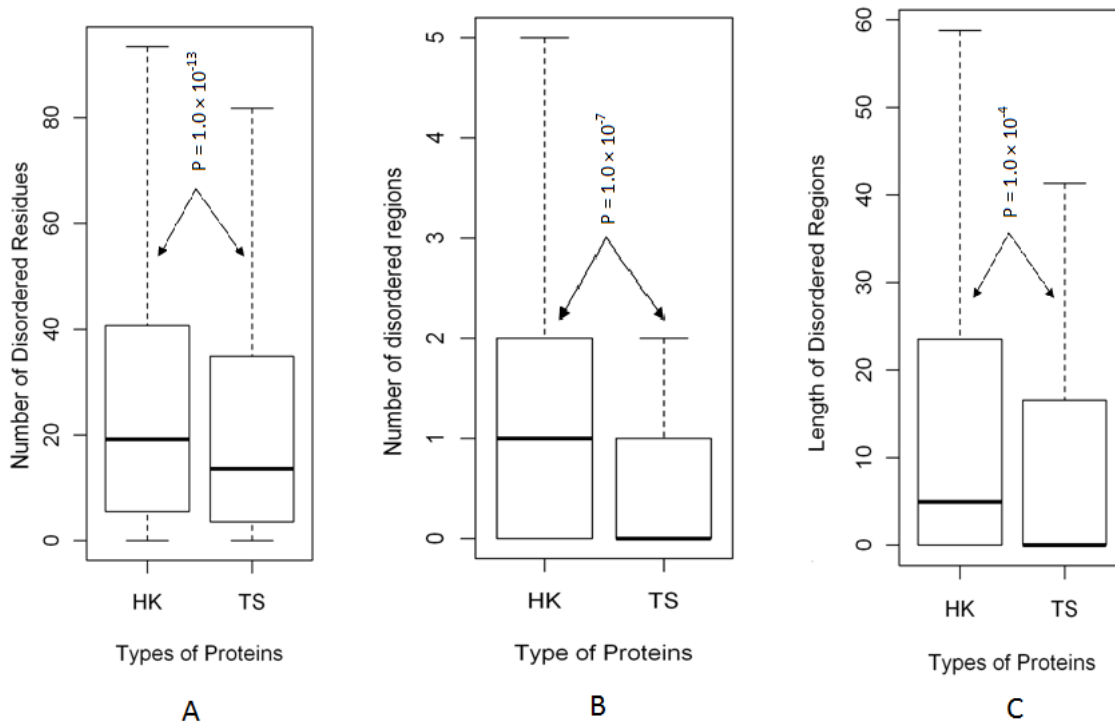 Number of Disordered Residues
0
20
40
60
80
P = 1.0 × 10⁻¹³
HK
TS
Types of Proteins
A
Number of disordered regions
0
1
2
3
4
5
P = 1.0 × 10⁻⁷
HK
TS
Type of Proteins
B
Length of Disordered Regions
0
10
20
30
40
50
60
P = 1.0 × 10⁻⁴
HK
TS
Types of Proteins
C